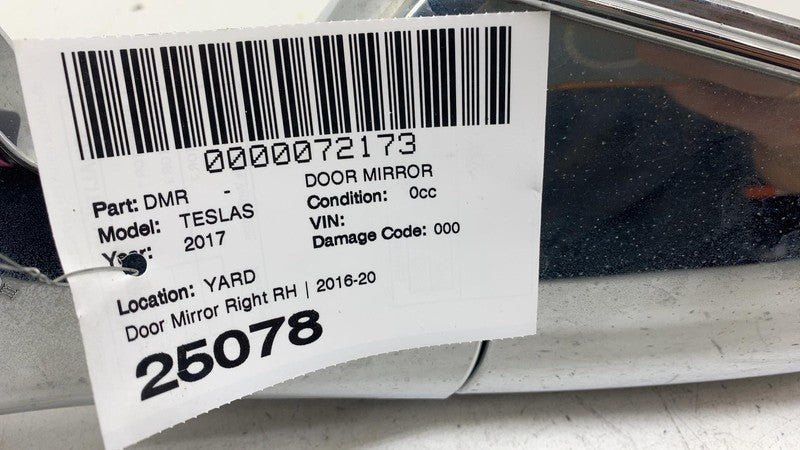 0000072173
Part: DMR - DOOR MIRROR
Model: TESLAS Condition: 0cc
Year: 2017 VIN:
Damage Code: 000
Location: YARD
Door Mirror Right RH | 2016-20
25078